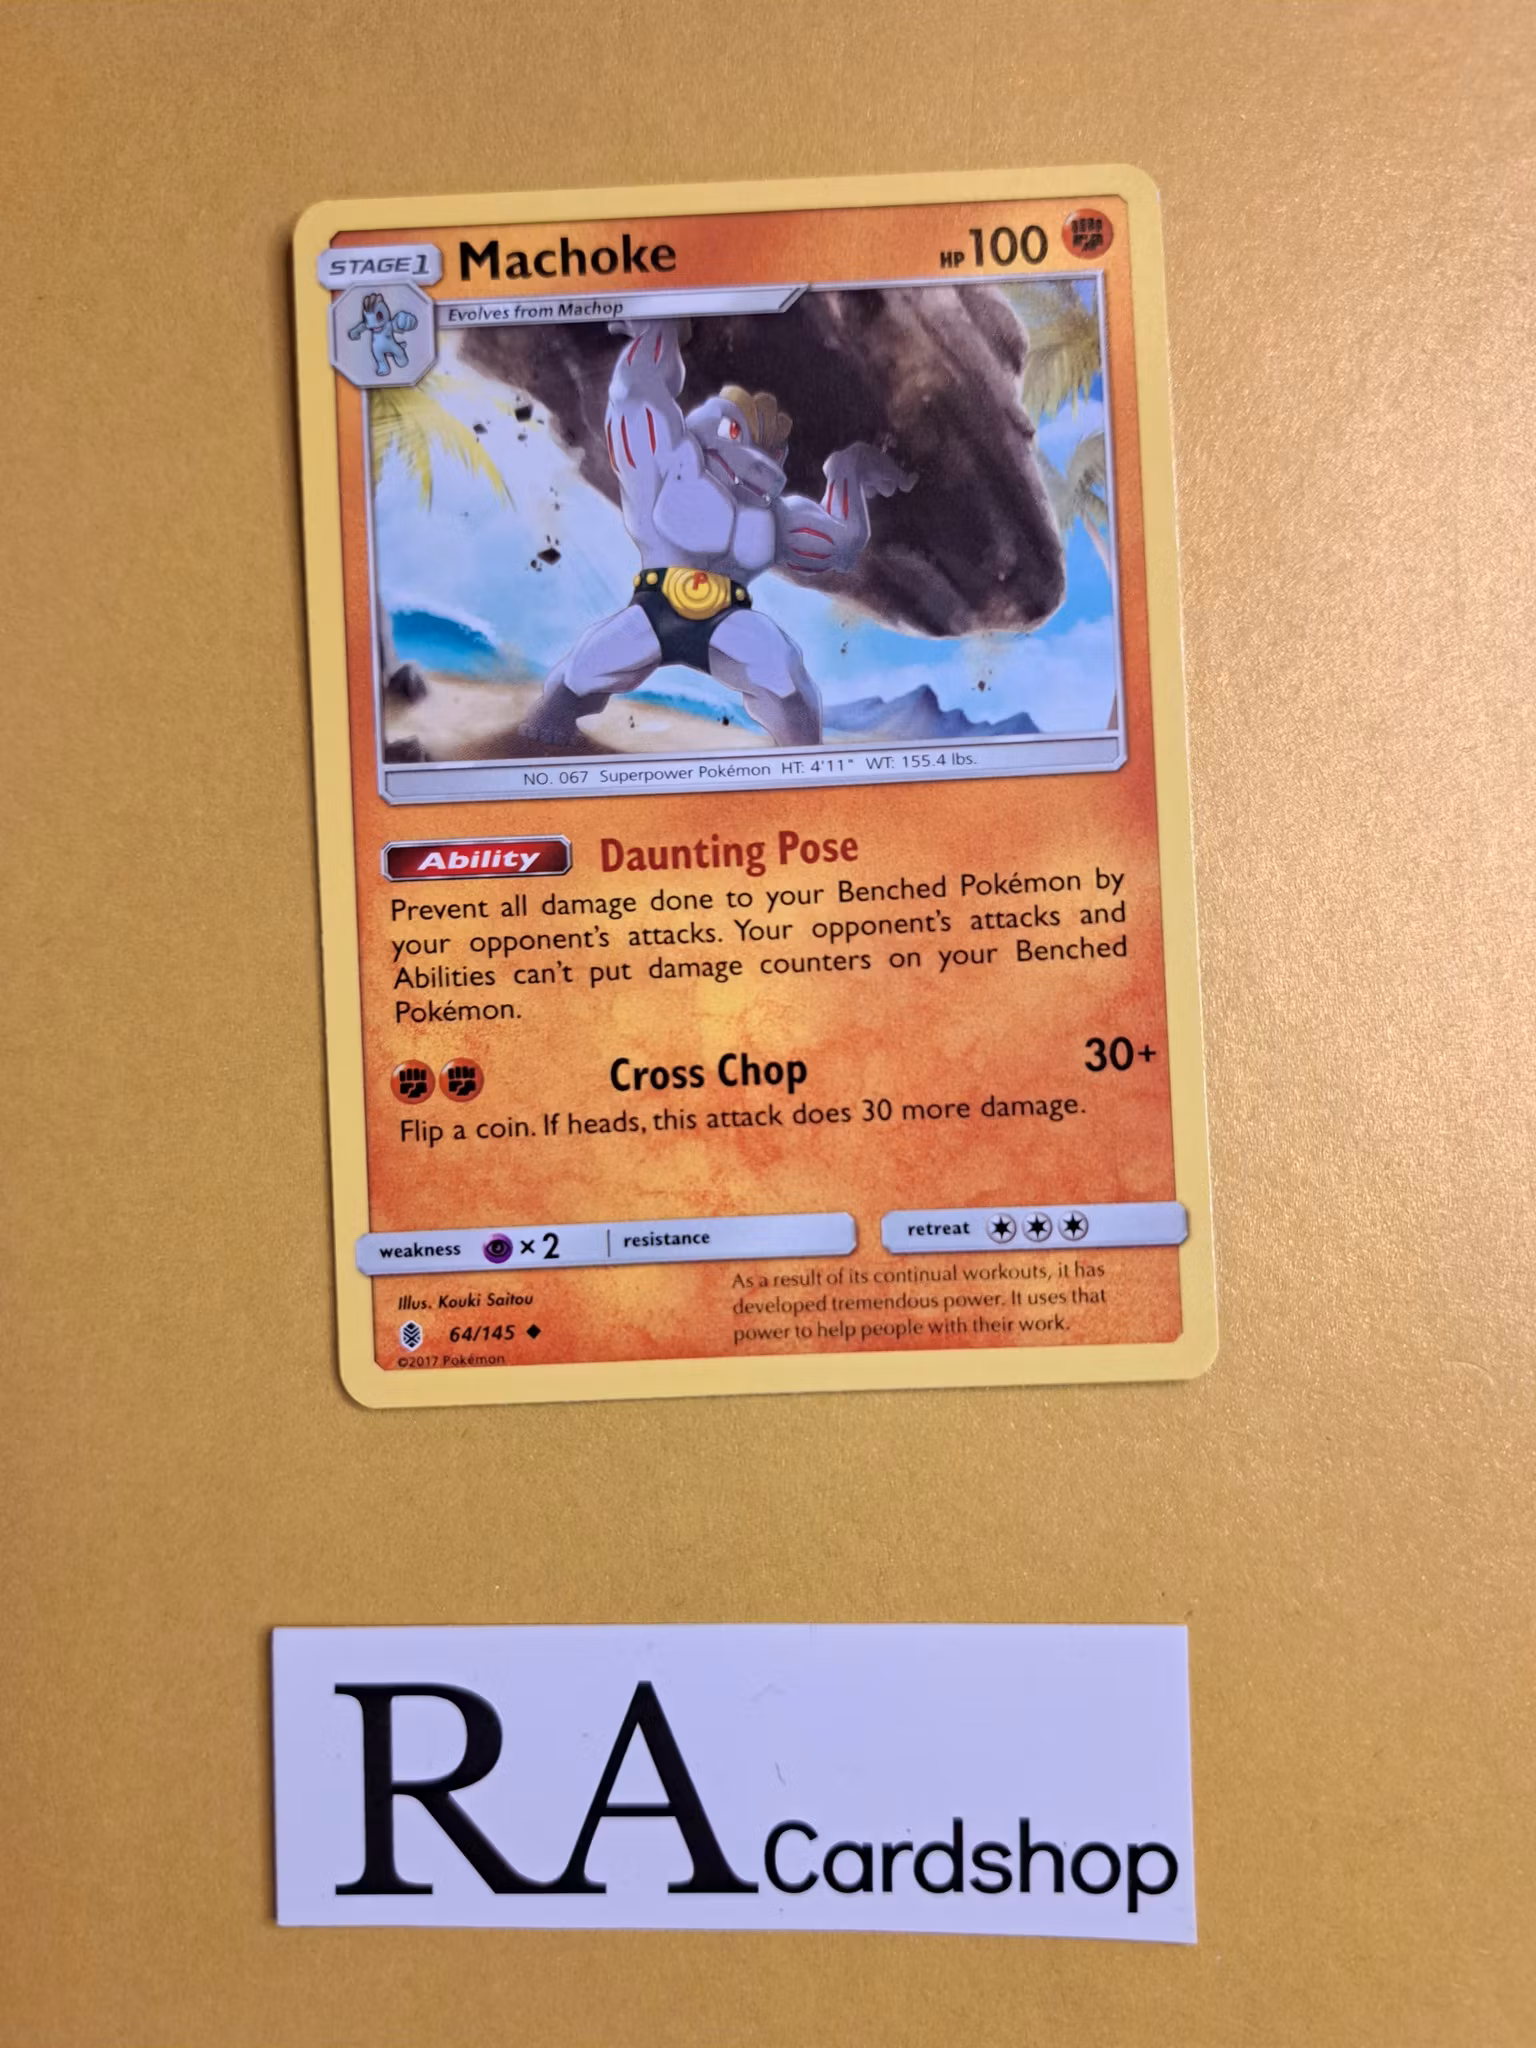 STAGE 1 Machoke HP 100
Evolves from Machop
P
NO. 067 Superpower Pokémon HT: 4'11" WT: 155.4 lbs.
Ability Daunting Pose
Prevent all damage done to your Benched Pokémon by
your opponent's attacks. Your opponent's attacks and
Abilities can't put damage counters on your Benched
Pokémon.
Cross Chop 30+
Flip a coin. If heads, this attack does 30 more damage.
weakness × 2 resistance retreat
As a result of its continual workouts, it has
developed tremendous power. It uses that
power to help people with their work.
Illus. Kouki Saitou
64/145
©2017 Pokémon
RA Cardshop